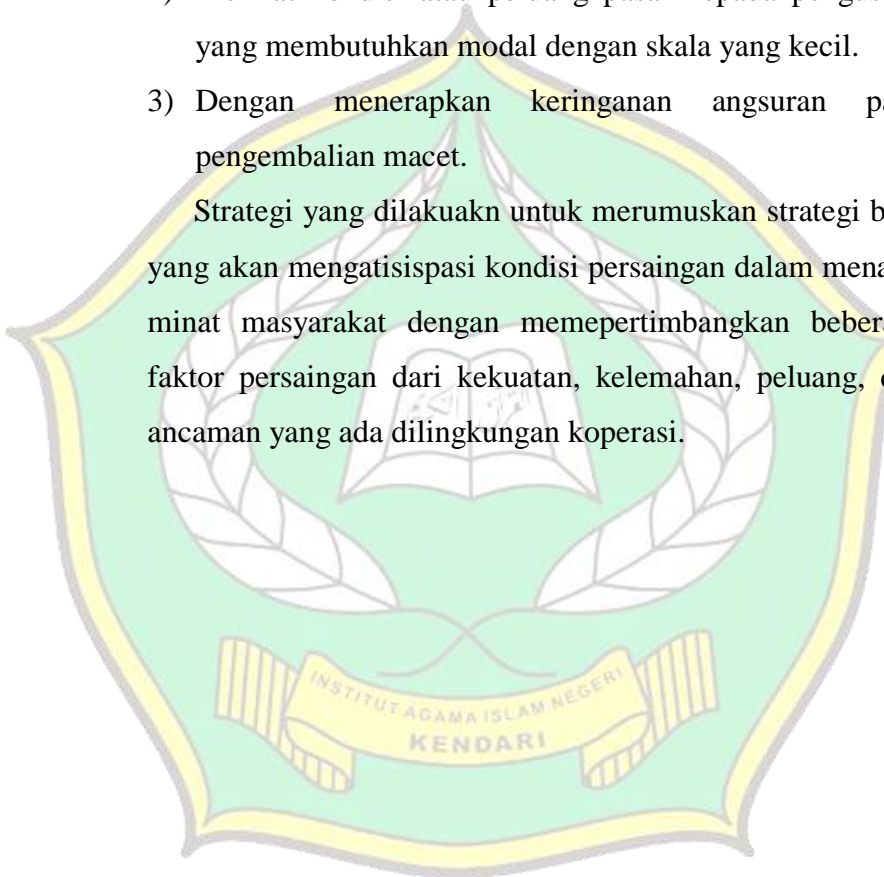 yang membutuhkan modal dengan skala yang kecil.
3) Dengan menerapkan keringanan angsuran
pengembalian macet.
Strategi yang dilakuakn untuk merumuskan strategi
yang akan mengatisispasi kondisi persaingan dalam
minat masyarakat dengan memepertimbangkan
faktor persaingan dari kekuatan, kelemahan, peluang,
ancaman yang ada dilingkungan koperasi.
INSTITUT AGAMA ISLAM NEGERI
KENDARI